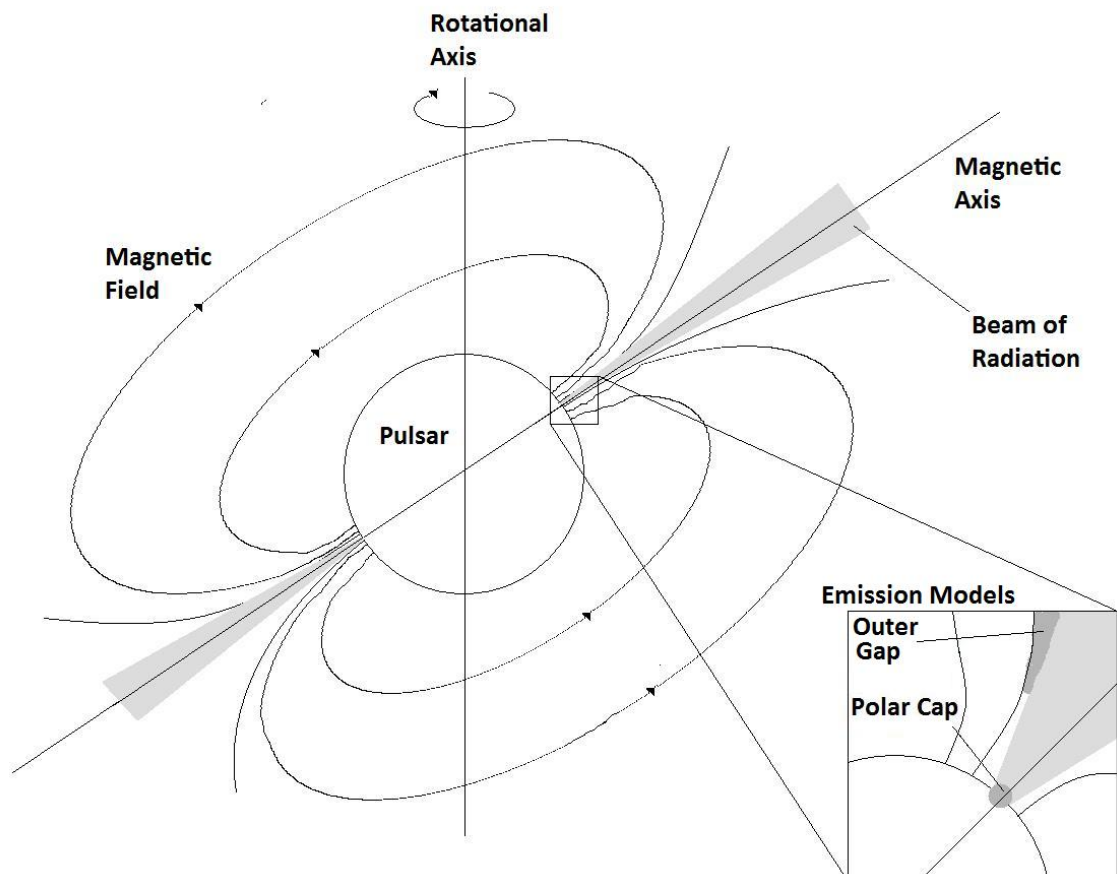 Rotational
Axis
Magnetic
Axis
Magnetic
Field
Beam of
Radiation
Pulsar
Emission Models
Outer
Gap
Polar Cap